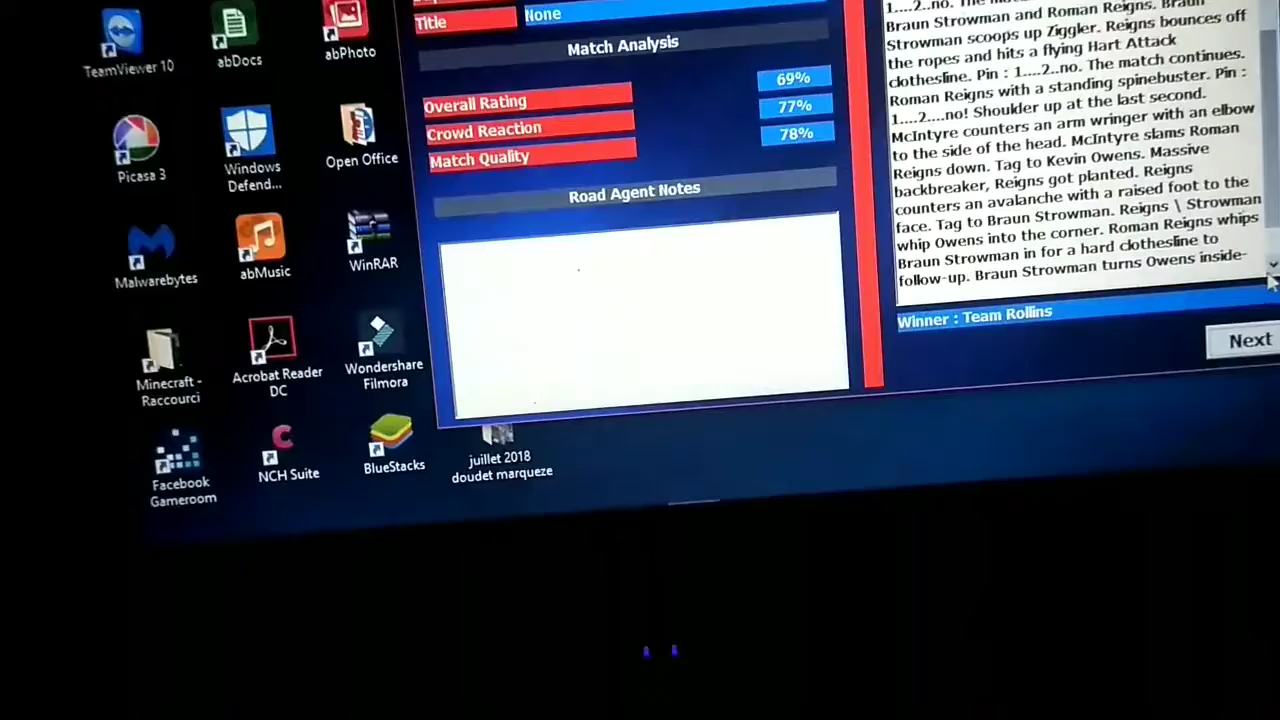 TeamViewer 10
abDocs
abPhoto
Picasa 3
Windows
Defend...
Open Office
Malwarebytes
abMusic
WinRAR
Minecraft -
Raccourci
Acrobat Reader
DC
Wondershare
Filmora
Facebook
Gameroom
NCH Suite
BlueStacks
juillet 2018
doudet marqueze
Title
None
Match Analysis
Overall Rating
69%
Crowd Reaction
77%
Match Quality
78%
Road Agent Notes
1....2..no. The
Braun Strowman and Roman Reigns. Braun
Strowman scoops up Ziggler. Reigns bounces off
the ropes and hits a flying Hart Attack
clothesline. Pin : 1....2..no. The match continues.
Roman Reigns with a standing spinebuster. Pin :
1....2....no! Shoulder up at the last second.
McIntyre counters an arm wringer with an elbow
to the side of the head. McIntyre slams Roman
Reigns down. Tag to Kevin Owens. Massive
backbreaker, Reigns got planted. Reigns
counters an avalanche with a raised foot to the
face. Tag to Braun Strowman. Reigns \ Strowman
whip Owens into the corner. Roman Reigns whips
Braun Strowman in for a hard clothesline to
follow-up. Braun Strowman turns Owens inside-
Winner : Team Rollins
Next